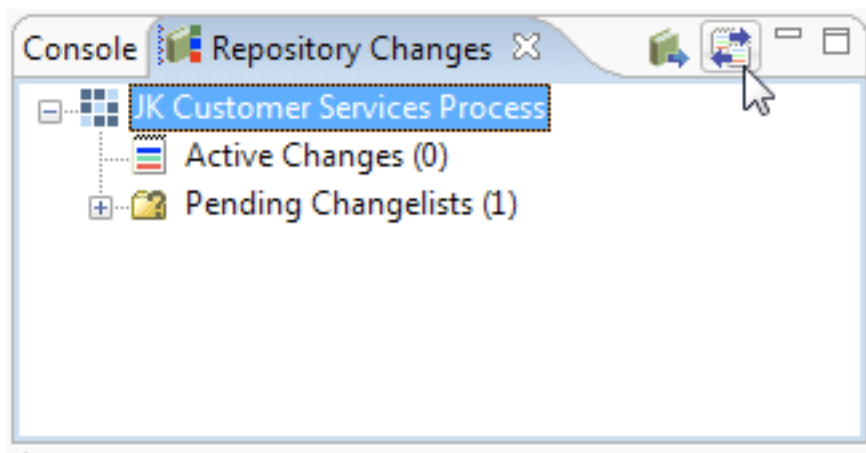 Console Repository Changes
JK Customer Services Process
Active Changes (0)
Pending Changelists (1)